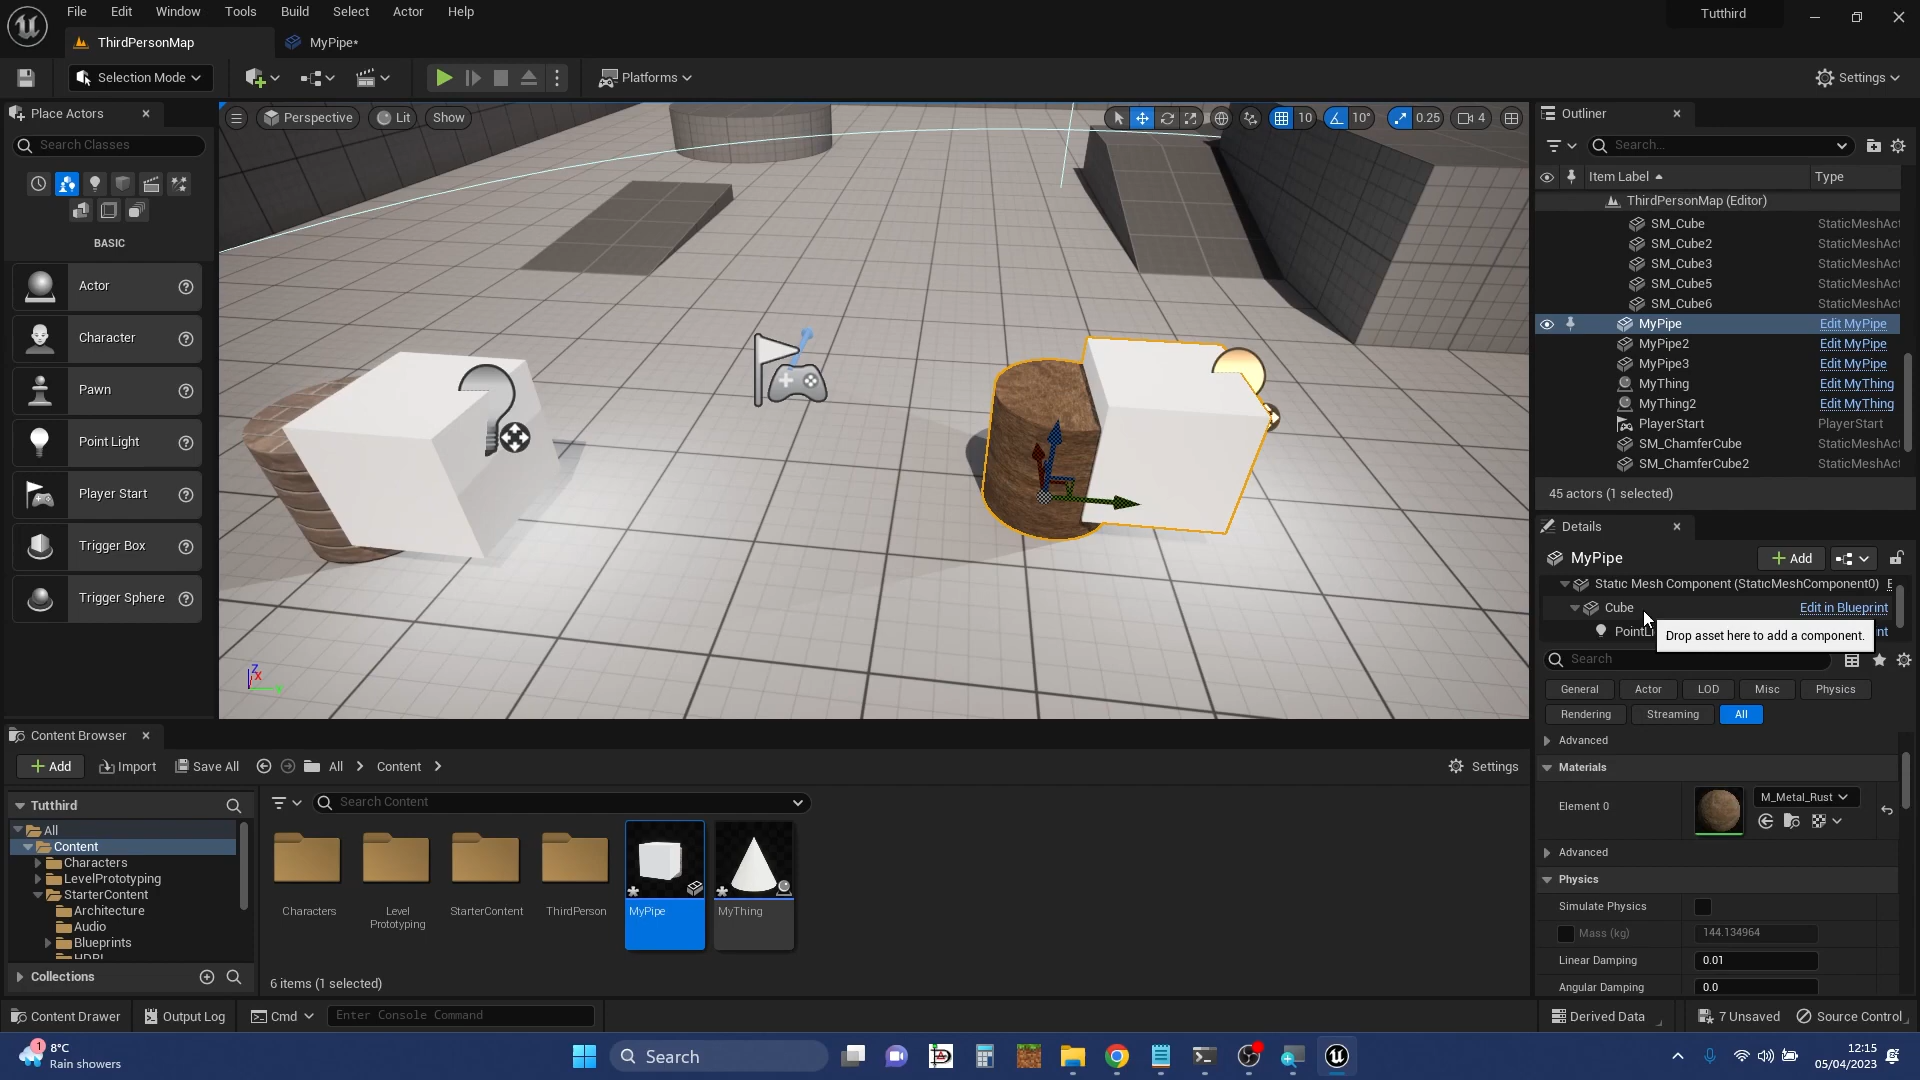 File Edit Window Tools Build Select Actor Help
Tutthird
ThirdPersonMap
MyPipe*
Selection Mode
Platforms
Settings
Place Actors
Search Classes
BASIC
Actor
Character
Pawn
Point Light
Player Start
Trigger Box
Trigger Sphere
Perspective
Lit
Show
10
10°
0.25
4
Z
X
Outliner
Search...
Item Label
Type
ThirdPersonMap (Editor)
SM_Cube StaticMeshAct
SM_Cube2 StaticMeshAct
SM_Cube3 StaticMeshAct
SM_Cube5 StaticMeshAct
SM_Cube6 StaticMeshAct
MyPipe Edit MyPipe
MyPipe2 Edit MyPipe
MyPipe3 Edit MyPipe
MyThing Edit MyThing
MyThing2 Edit MyThing
PlayerStart PlayerStart
SM_ChamferCube StaticMeshAct
SM_ChamferCube2 StaticMeshAct
45 actors (1 selected)
Details
MyPipe
Add
Static Mesh Component (StaticMeshComponent0) E
Cube Edit in Blueprint
PointLi nt
Drop asset here to add a component.
Search
General Actor LOD Misc Physics
Rendering Streaming All
Advanced
Materials
Element 0
M_Metal_Rust
Advanced
Physics
Simulate Physics
Mass (kg) 144.134964
Linear Damping 0.01
Angular Damping 0.0
Content Browser
Add Import Save All All Content Settings
Tutthird
Search Content
All
Content
Characters
LevelPrototyping
StarterContent
Architecture
Audio
Blueprints
HDRI
Collections
Characters
Level
Prototyping
StarterContent
ThirdPerson
MyPipe
MyThing
6 items (1 selected)
Content Drawer Output Log Cmd Enter Console Command Derived Data 7 Unsaved Source Control
1
8°C
Rain showers
Search
12:15
05/04/2023